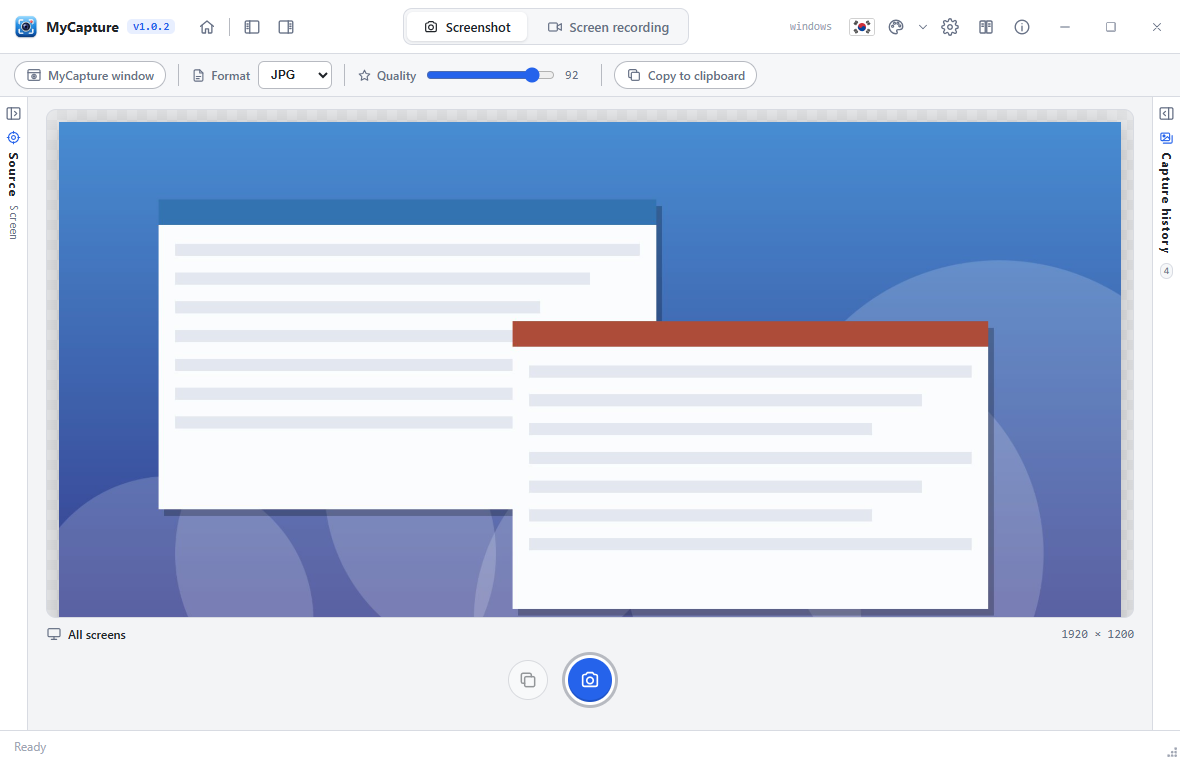 MyCapture v1.0.2
Screenshot
Screen recording
windows
MyCapture window
Format
JPG
Quality
92
Copy to clipboard
Source Screen
Capture history
4
All screens
1920 × 1200
Ready